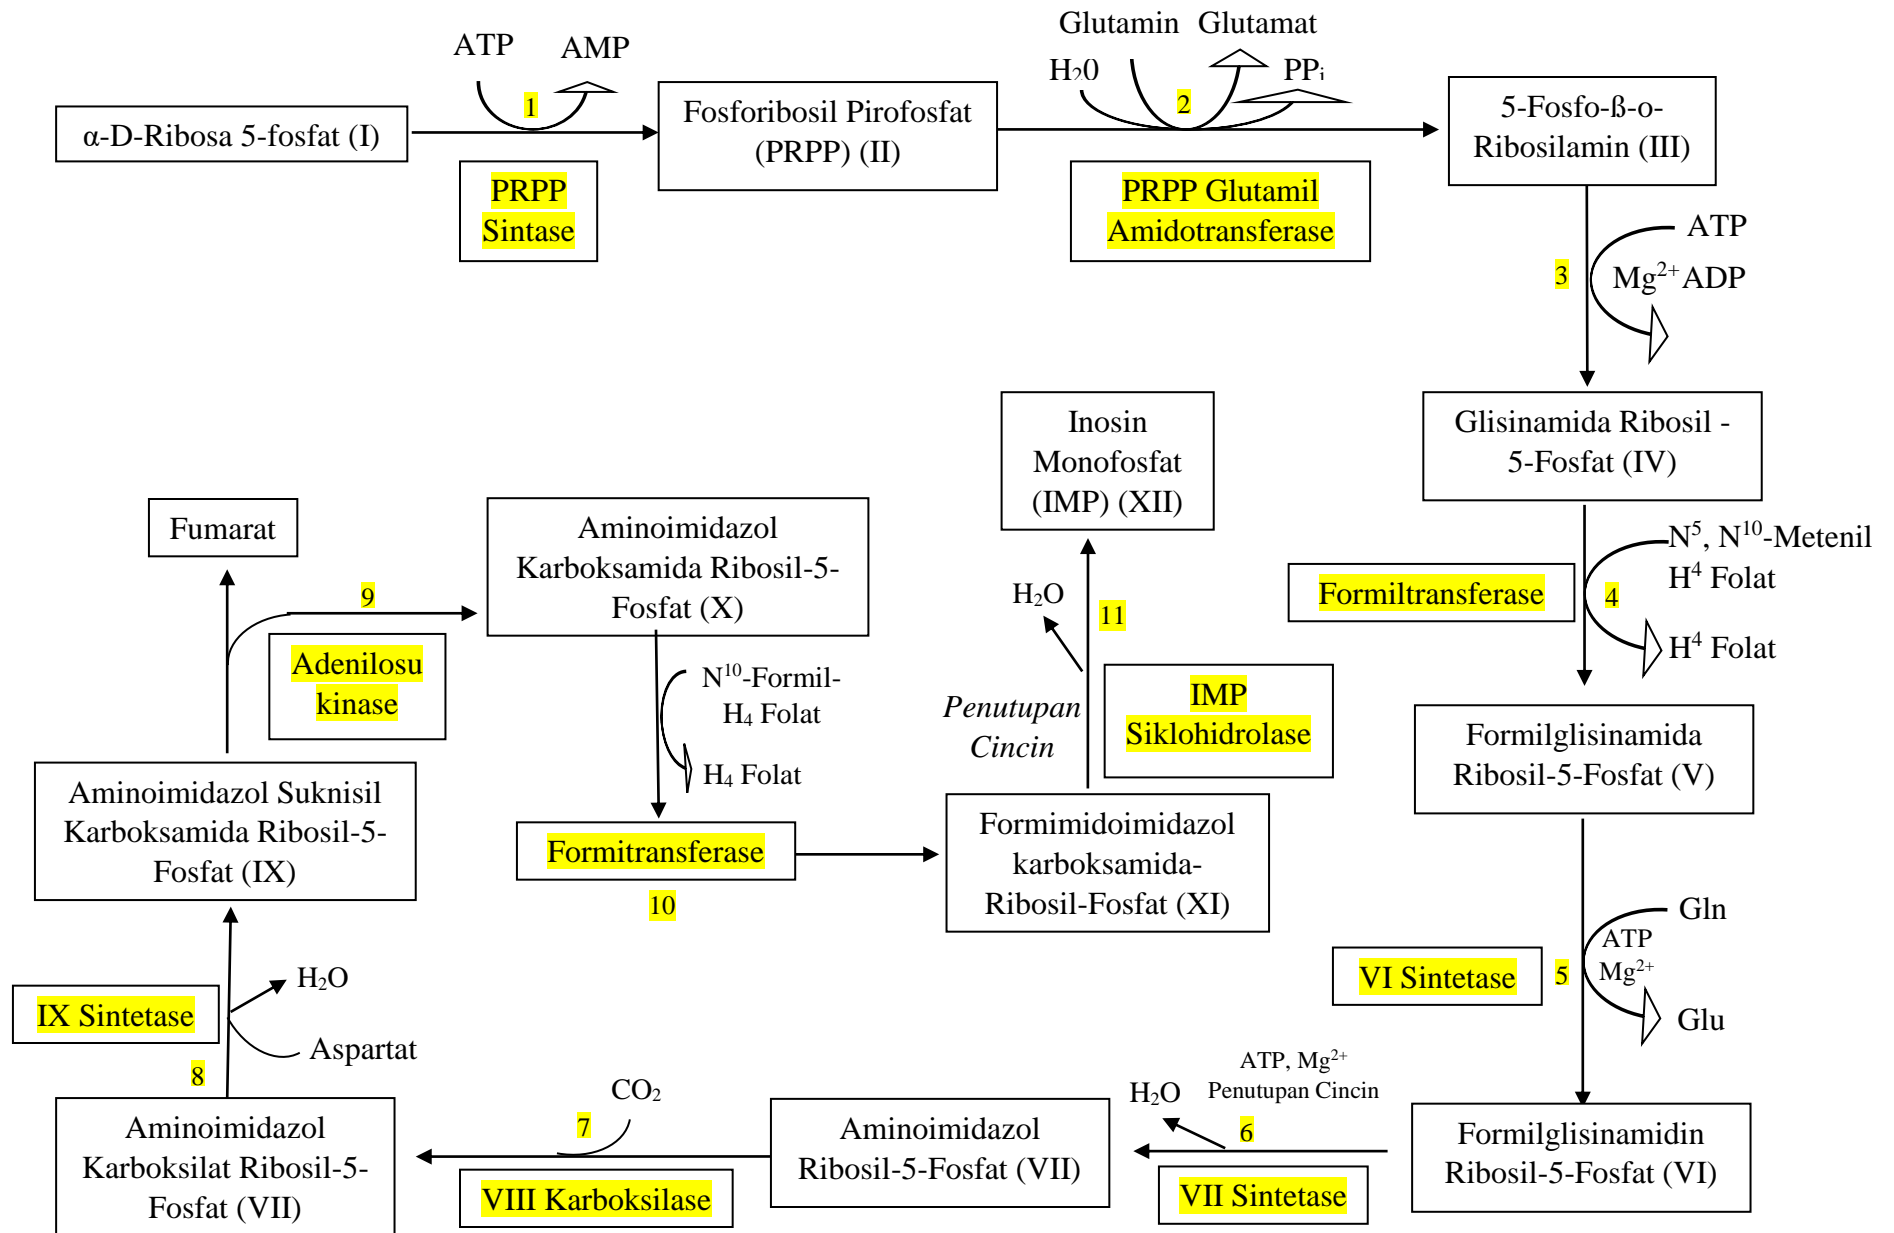 Glutamin Glutamat
ATP
AMP
H₂0
PPᵢ
1
2
α-D-Ribosa 5-fosfat (I)
Fosforibosil Pirofosfat
(PRPP) (II)
5-Fosfo-ß-o-
Ribosilamin (III)
PRPP
Sintase
PRPP Glutamil
Amidotransferase
ATP
3
Mg²⁺ ADP
Glisinamida Ribosil -
5-Fosfat (IV)
N⁵, N¹⁰-Metenil
H⁴ Folat
Formiltransferase
4
H⁴ Folat
Formilglisinamida
Ribosil-5-Fosfat (V)
Gln
ATP
Mg²⁺
VI Sintetase
5
Glu
Formilglisinamidin
Ribosil-5-Fosfat (VI)
ATP, Mg²⁺
Penutupan Cincin
H₂O
6
VII Sintetase
Aminoimidazol
Ribosil-5-Fosfat (VII)
CO₂
7
VIII Karboksilase
Aminoimidazol
Karboksilat Ribosil-5-
Fosfat (VII)
8
Aspartat
IX Sintetase
H₂O
Aminoimidazol Suknisil
Karboksamida Ribosil-5-
Fosfat (IX)
Fumarat
9
Adenilosu
kinase
Aminoimidazol
Karboksamida Ribosil-5-
Fosfat (X)
N¹⁰-Formil-
H₄ Folat
H₄ Folat
Formitransferase
10
Formimidoimidazol
karboksamida-
Ribosil-Fosfat (XI)
Penutupan
Cincin
IMP
Siklohidrolase
11
H₂O
Inosin
Monofosfat
(IMP) (XII)